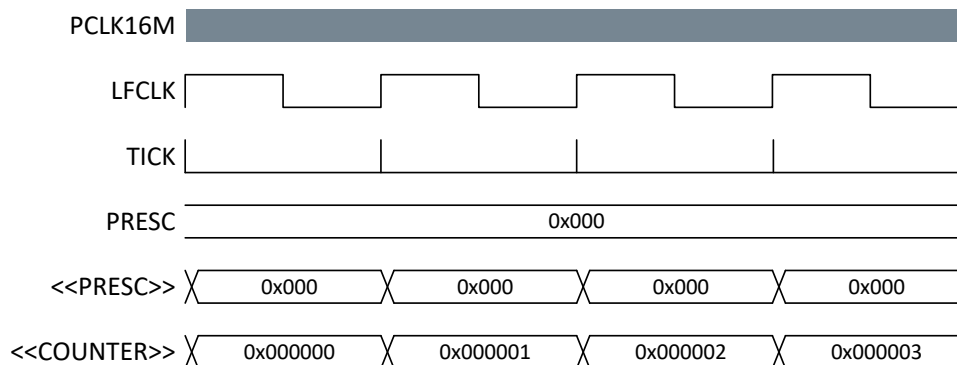 PCLK16M
LFCLK
TICK
PRESC 0x000
<<PRESC>> 0x000 0x000 0x000 0x000
<<COUNTER>> 0x000000 0x000001 0x000002 0x000003